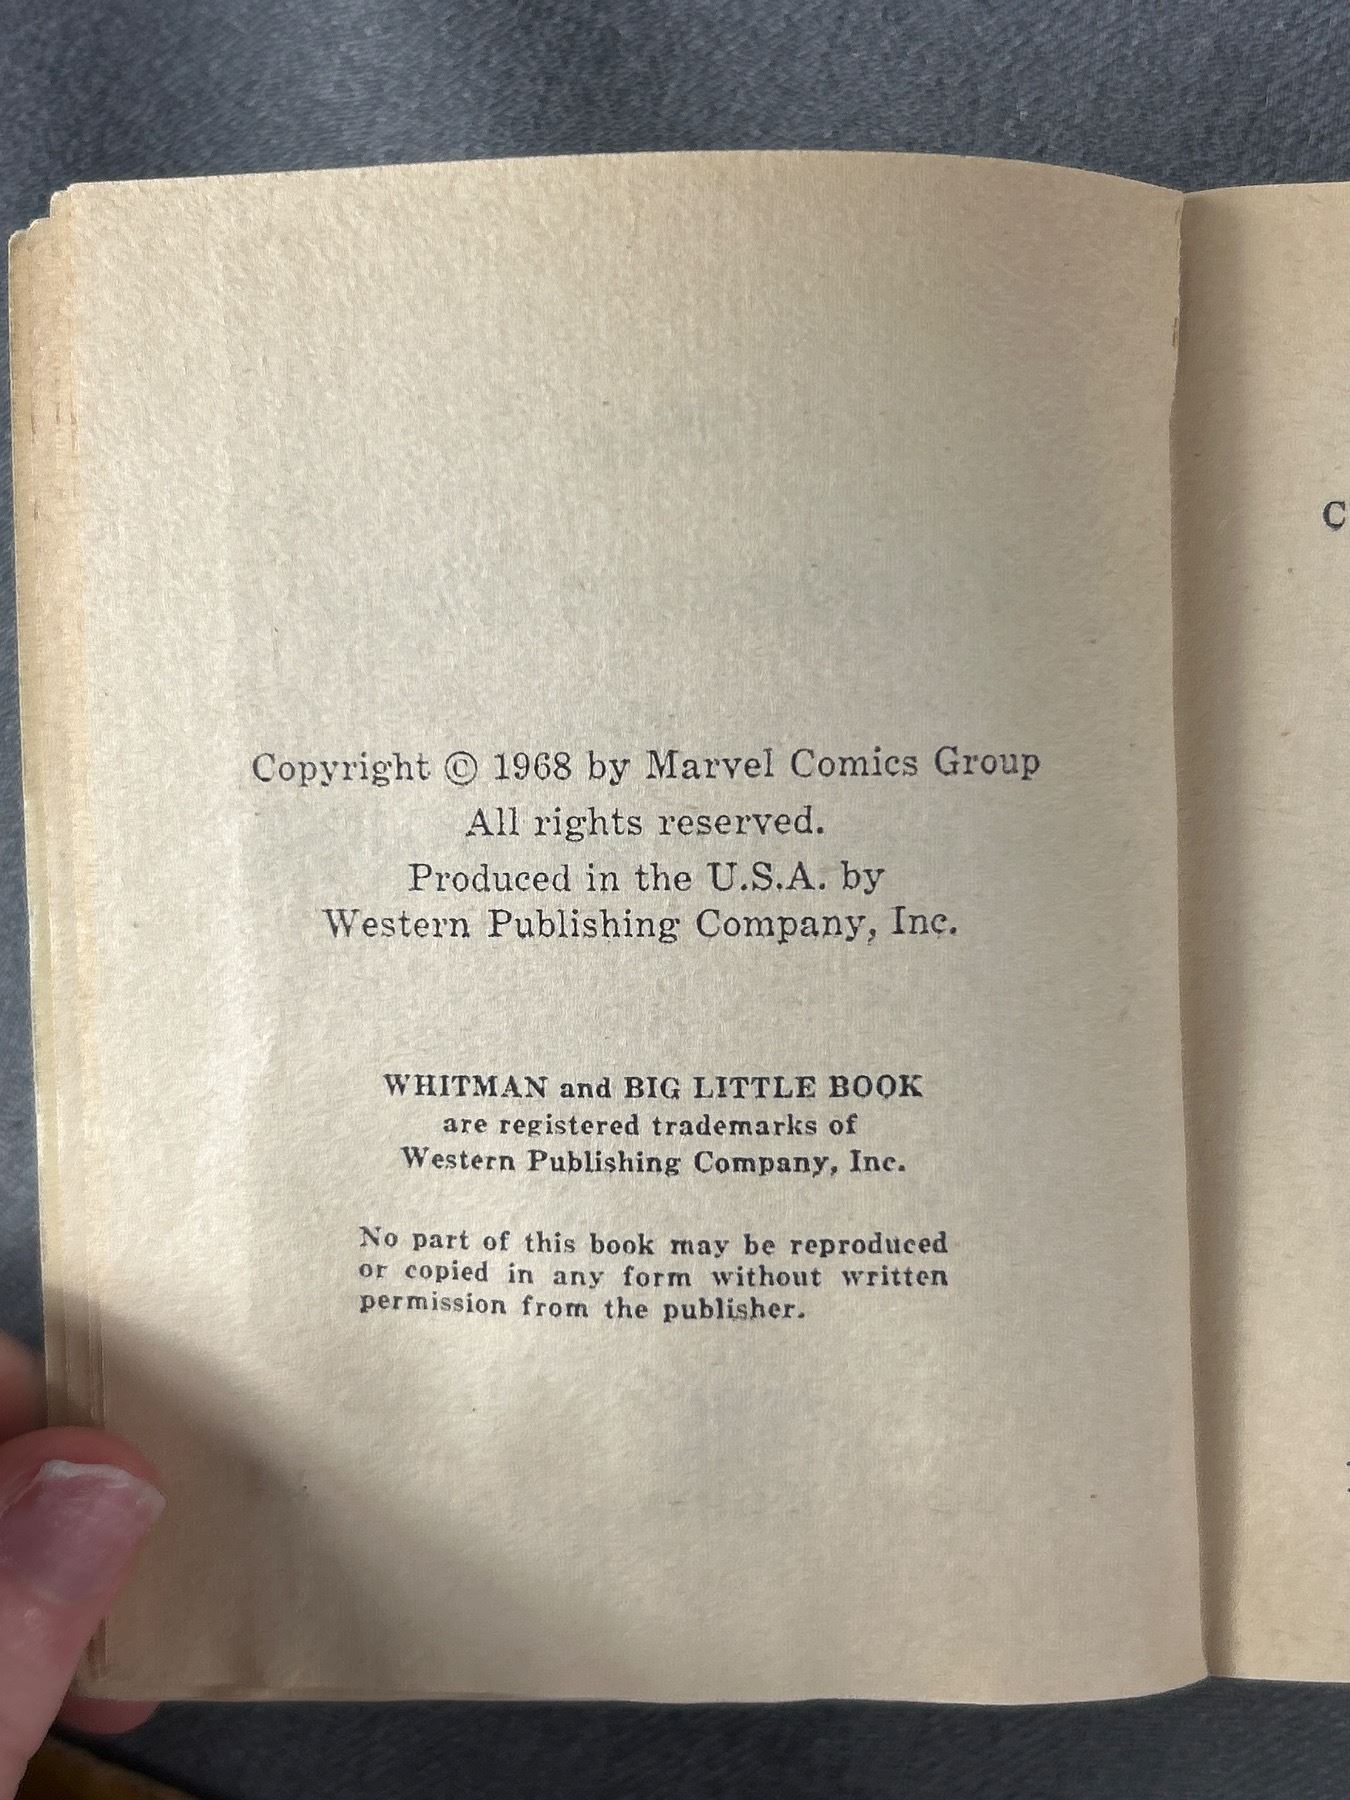 Copyright © 1968 by Marvel Comics Group
All rights reserved.
Produced in the U.S.A. by
Western Publishing Company, Inc.
WHITMAN and BIG LITTLE BOOK
are registered trademarks of
Western Publishing Company, Inc.
No part of this book may be reproduced
or copied in any form without written
permission from the publisher.
C